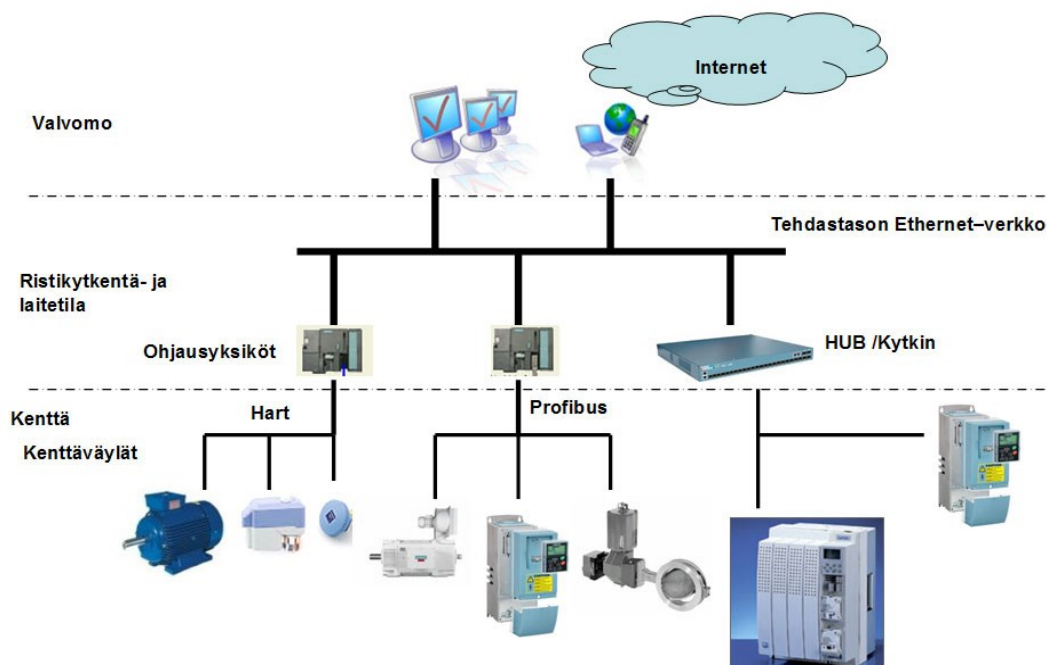 Internet
Valvomo
Tehdastason Ethernet–verkko
Ristikytkentä- ja
laitetila
Ohjausyksiköt
HUB /Kytkin
Kenttä
Hart
Profibus
Kenttäväylät